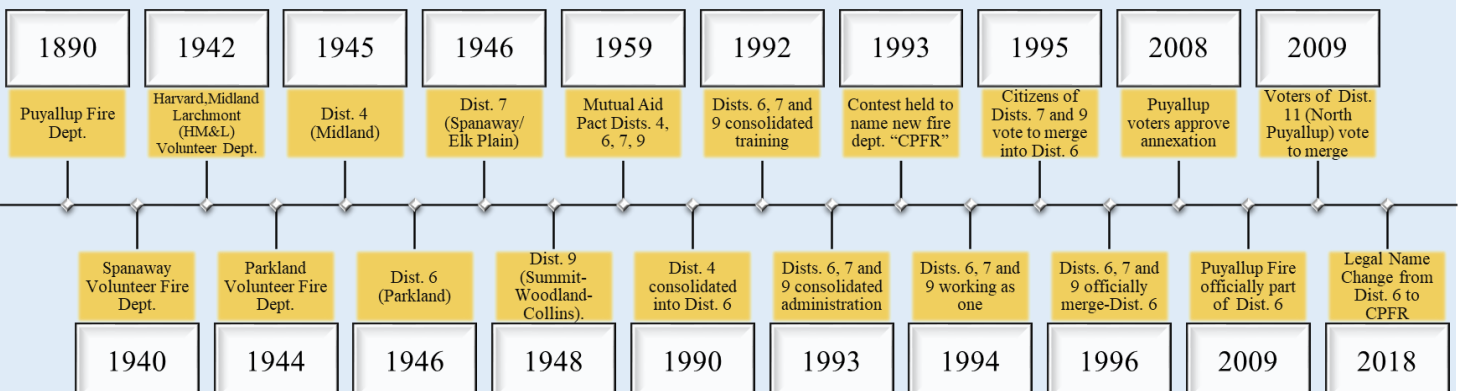 1890
Puyallup Fire
Dept.
1942
Harvard,Midland
Larchmont
(HM&L)
Volunteer Dept.
1945
Dist. 4
(Midland)
1946
Dist. 7
(Spanaway/
Elk Plain)
1959
Mutual Aid
Pact Dists. 4,
6, 7, 9
1992
Dists. 6, 7 and
9 consolidated
training
1993
Contest held to
name new fire
dept. “CPFR”
1995
Citizens of
Dists. 7 and 9
vote to merge
into Dist. 6
2008
Puyallup
voters approve
annexation
2009
Voters of Dist.
11 (North
Puyallup) vote
to merge
Spanaway
Volunteer Fire
Dept.
1940
Parkland
Volunteer Fire
Dept.
1944
Dist. 6
(Parkland)
1946
Dist. 9
(Summit-
Woodland-
Collins).
1948
Dist. 4
consolidated
into Dist. 6
1990
Dists. 6, 7 and
9 consolidated
administration
1993
Dists. 6, 7 and
9 working as
one
1994
Dists. 6, 7 and
9 officially
merge-Dist. 6
1996
Puyallup Fire
officially part
of Dist. 6
2009
Legal Name
Change from
Dist. 6 to
CPFR
2018